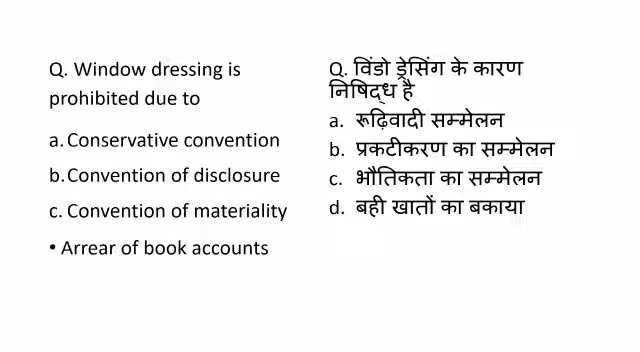 Q. Window dressing is
prohibited due to
a. Conservative convention
b. Convention of disclosure
c. Convention of materiality
• Arrear of book accounts
Q. विंडो ड्रेसिंग के कारण
निषिद्ध है
a. रूढ़िवादी सम्मेलन
b. प्रकटीकरण का सम्मेलन
c. भौतिकता का सम्मेलन
d. बही खातों का बकाया